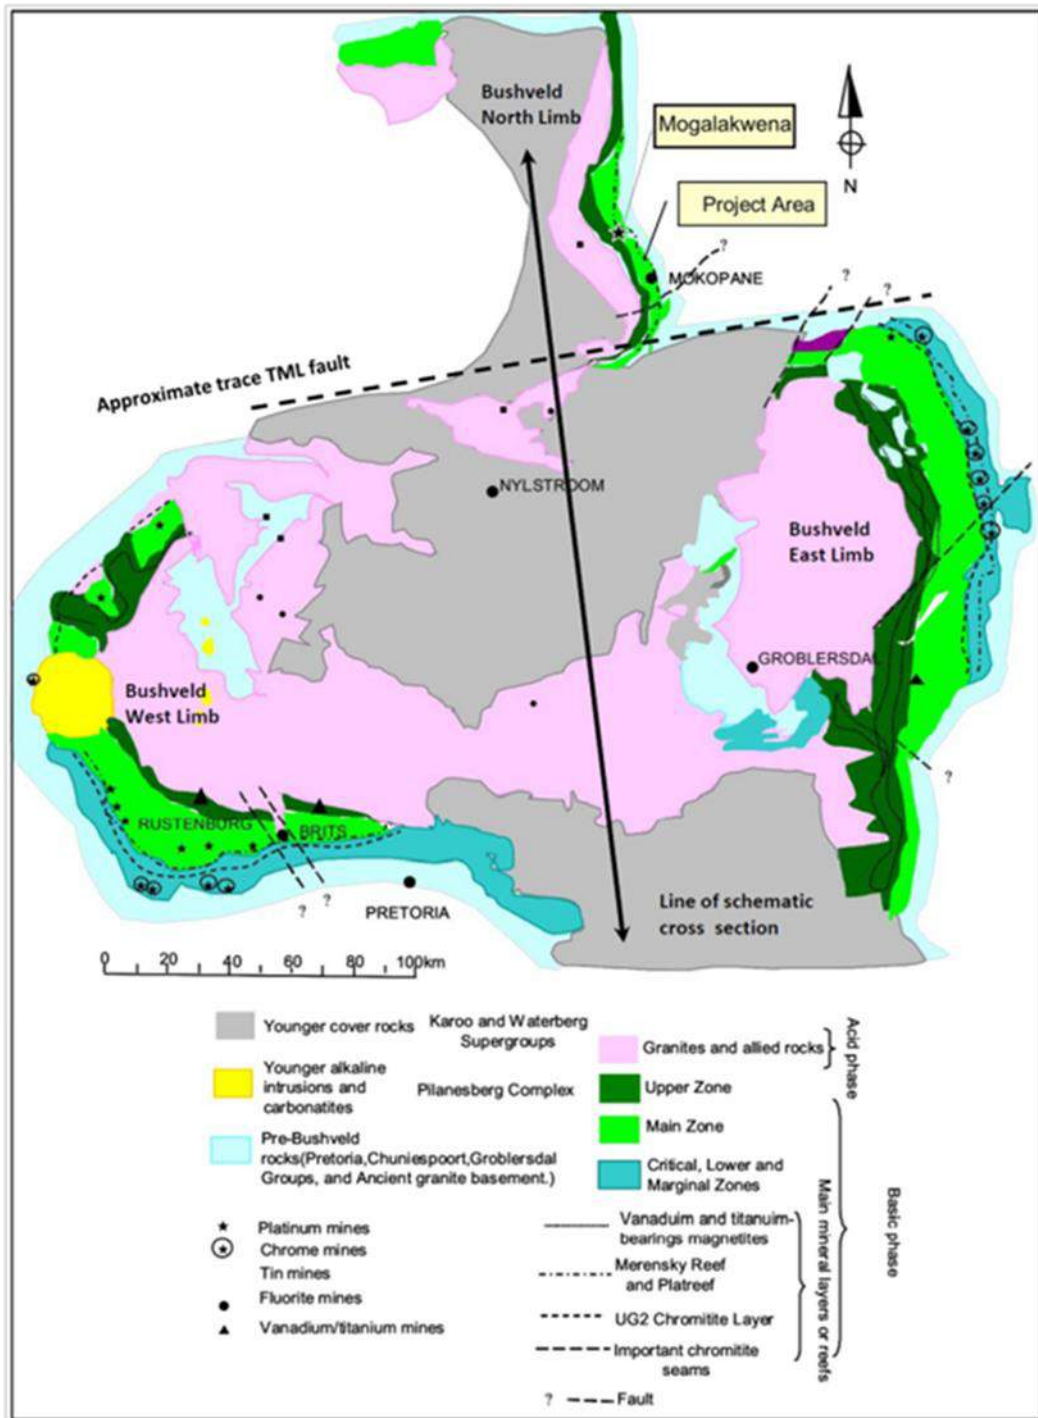 Bushveld
North Limb
Mogalakwena
N
Project Area
?
MOKOPANE
?
?
Approximate trace TML fault
NYLSTROOM
Bushveld
East Limb
GROBLERSDAL
Bushveld
West Limb
?
RUSTENBURG
BRITS
?
?
PRETORIA
Line of schematic
cross section
0 20 40 60 80 100km
Younger cover rocks
Karoo and Waterberg
Supergroups
Younger alkaline
intrusions and
carbonatites
Pilanesberg Complex
Pre-Bushveld
rocks(Pretoria,Chuniespoort,Groblersdal
Groups, and Ancient granite basement.)
Platinum mines
Chrome mines
Tin mines
Fluorite mines
Vanadium/titanium mines
Granites and allied rocks
Acid phase
Upper Zone
Main Zone
Critical, Lower and
Marginal Zones
Vanaduim and titanuim-
bearings magnetites
Merensky Reef
and Platreef
UG2 Chromitite Layer
Important chromitite
seams
? Fault
Main mineral layers or reefs
Basic phase